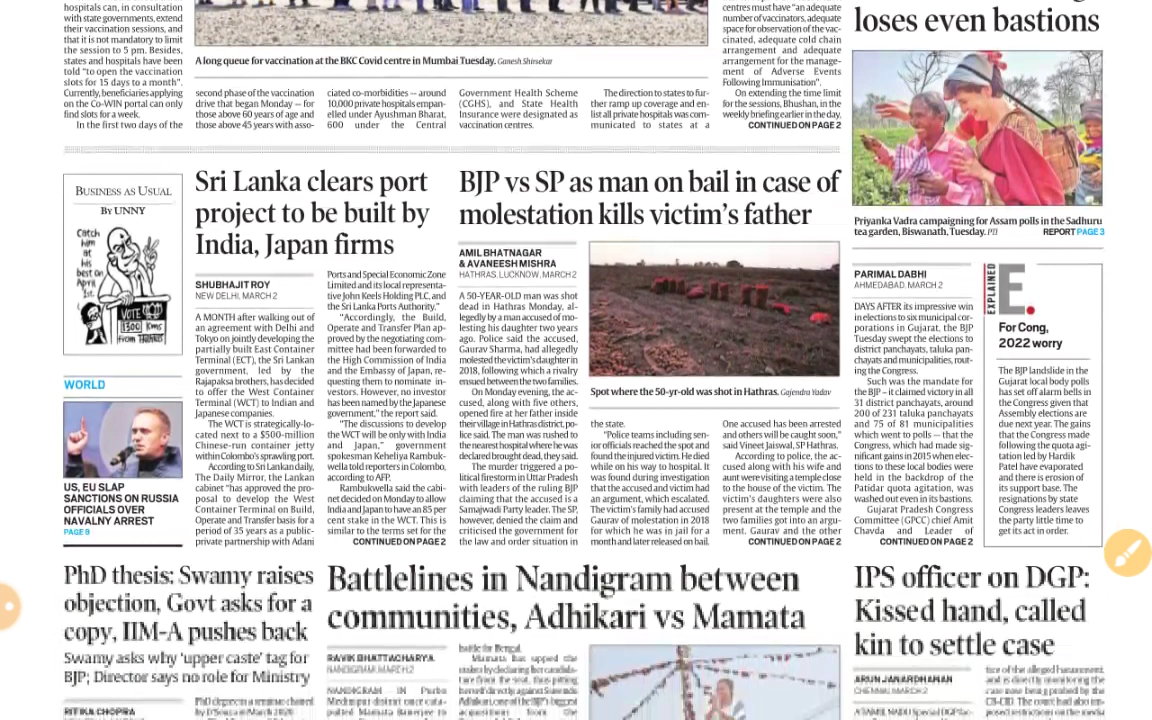 hospitals can, in consultation
with state governments, extend
their vaccination sessions, and
that it is not mandatory to limit
the session to 5 pm. Besides,
states and hospitals have been
told "to open the vaccination
slots for 15 days to a month".
Currently, beneficiaries applying
on the Co-WIN portal can only
find slots for a week.
In the first two days of the
A long queue for vaccination at the BKC Covid centre in Mumbai Tuesday. Ganesh Shirsekar
second phase of the vaccination
drive that began Monday — for
those above 60 years of age and
those above 45 years with asso-
ciated co-morbidities — around
10,000 private hospitals empan-
elled under Ayushman Bharat,
600 under the Central
Government Health Scheme
(CGHS), and State Health
Insurance were designated as
vaccination centres.
The direction to states to fur-
ther ramp up coverage and en-
list all private hospitals was com-
municated to states at a
centres must have "an adequate
number of vaccinators, adequate
space for observation of the vac-
cinated, adequate cold chain
arrangement and adequate
arrangement for the manage-
ment of Adverse Events
Following Immunisation".
On extending the time limit
for the sessions, Bhushan, in the
weekly briefing earlier in the day,
CONTINUED ON PAGE 2
loses even bastions
Priyanka Vadra campaigning for Assam polls in the Sadhuru
tea garden, Biswanath, Tuesday. PTI REPORT PAGE 3
BUSINESS AS USUAL
BY UNNY
Catch
him
at
his
best on
April
1st.
VOTE
1300 Kms
from
WORLD
US, EU SLAP
SANCTIONS ON RUSSIA
OFFICIALS OVER
NAVALNY ARREST
PAGE 9
Sri Lanka clears port
project to be built by
India, Japan firms
SHUBHAJIT ROY
NEW DELHI, MARCH 2
A MONTH after walking out of
an agreement with Delhi and
Tokyo on jointly developing the
partially built East Container
Terminal (ECT), the Sri Lankan
government, led by the
Rajapaksa brothers, has decided
to offer the West Container
Terminal (WCT) to Indian and
Japanese companies.
The WCT is strategically-lo-
cated next to a $500-million
Chinese-run container jetty
within Colombo's sprawling port.
According to Sri Lankan daily,
The Daily Mirror, the Lankan
cabinet "has approved the pro-
posal to develop the West
Container Terminal on Build,
Operate and Transfer basis for a
period of 35 years as a public-
private partnership with Adani
Ports and Special Economic Zone
Limited and its local representa-
tive John Keels Holding PLC, and
the Sri Lanka Ports Authority."
"Accordingly, the Build,
Operate and Transfer Plan ap-
proved by the negotiating com-
mittee had been forwarded to
the High Commission of India
and the Embassy of Japan, re-
questing them to nominate in-
vestors. However, no investor
has been named by the Japanese
government," the report said.
"The discussions to develop
the WCT will be only with India
and Japan," government
spokesman Keheliya Rambuk-
wella told reporters in Colombo,
according to AFP.
Rambukwella said the cabi-
net decided on Monday to allow
India and Japan to have an 85 per
cent stake in the WCT. This is
similar to the terms set for the
CONTINUED ON PAGE 2
BJP vs SP as man on bail in case of
molestation kills victim's father
AMIL BHATNAGAR
& AVANEESH MISHRA
HATHRAS, LUCKNOW, MARCH 2
A 50-YEAR-OLD man was shot
dead in Hathras Monday, al-
legedly by a man accused of mo-
lesting his daughter two years
ago. Police said the accused,
Gaurav Sharma, had allegedly
molested the victim's daughter in
2018, following which a rivalry
ensued between the two families.
On Monday evening, the ac-
cused, along with five others,
opened fire at her father inside
their village in Hathras district, po-
lice said. The man was rushed to
the nearest hospital where he was
declared brought dead, they said.
The murder triggered a po-
litical firestorm in Uttar Pradesh
with leaders of the ruling BJP
claiming that the accused is a
Samajwadi Party leader. The SP,
however, denied the claim and
criticised the government for
the law and order situation in
Spot where the 50-yr-old was shot in Hathras. Gajendra Yadav
the state.
"Police teams including sen-
ior officials reached the spot and
found the injured victim. He died
while on his way to hospital. It
was found during investigation
that the accused and victim had
an argument, which escalated.
The victim's family had accused
Gaurav of molestation in 2018
for which he was in jail for a
month and later released on bail.
One accused has been arrested
and others will be caught soon,"
said Vineet Jaiswal, SP Hathras.
According to police, the ac-
cused along with his wife and
aunt were visiting a temple close
to the house of the victim. The
victim's daughters were also
present at the temple and the
two families got into an argu-
ment. Gaurav and the other
CONTINUED ON PAGE 2
PARIMAL DABHI
AHMEDABAD, MARCH 2
DAYS AFTER its impressive win
in elections to six municipal cor-
porations in Gujarat, the BJP
Tuesday swept the elections to
district panchayats, taluka pan-
chayats and municipalities, rout-
ing the Congress.
Such was the mandate for
the BJP – it claimed victory in all
31 district panchayats, around
200 of 231 taluka panchayats
and 75 of 81 municipalities
which went to polls — that the
Congress, which had made sig-
nificant gains in 2015 when elec-
tions to these local bodies were
held in the backdrop of the
Patidar quota agitation, was
washed out even in its bastions.
Gujarat Pradesh Congress
Committee (GPCC) chief Amit
Chavda and Leader of
CONTINUED ON PAGE 2
EXPLAINED
E.
For Cong,
2022 worry
The BJP landslide in the
Gujarat local body polls
has set off alarm bells in
the Congress given that
Assembly elections are
due next year. The gains
that the Congress made
following the quota agi-
tation led by Hardik
Patel have evaporated
and there is erosion of
its support base. The
resignations by state
Congress leaders leaves
the party little time to
get its act in order.
PhD thesis: Swamy raises
objection, Govt asks for a
copy, IIM-A pushes back
Swamy asks why 'upper caste' tag for
BJP; Director says no role for Ministry
RITIKA CHOPRA
Battlelines in Nandigram between
communities, Adhikari vs Mamata
RAVIK BHATTACHARYA
NANDIGRAM, MARCH 2
NANDIGRAM IN Purba
battle for Bengal.
IPS officer on DGP:
Kissed hand, called
kin to settle case
ARUN JANARDHANAN
CHENNAI, MARCH 2